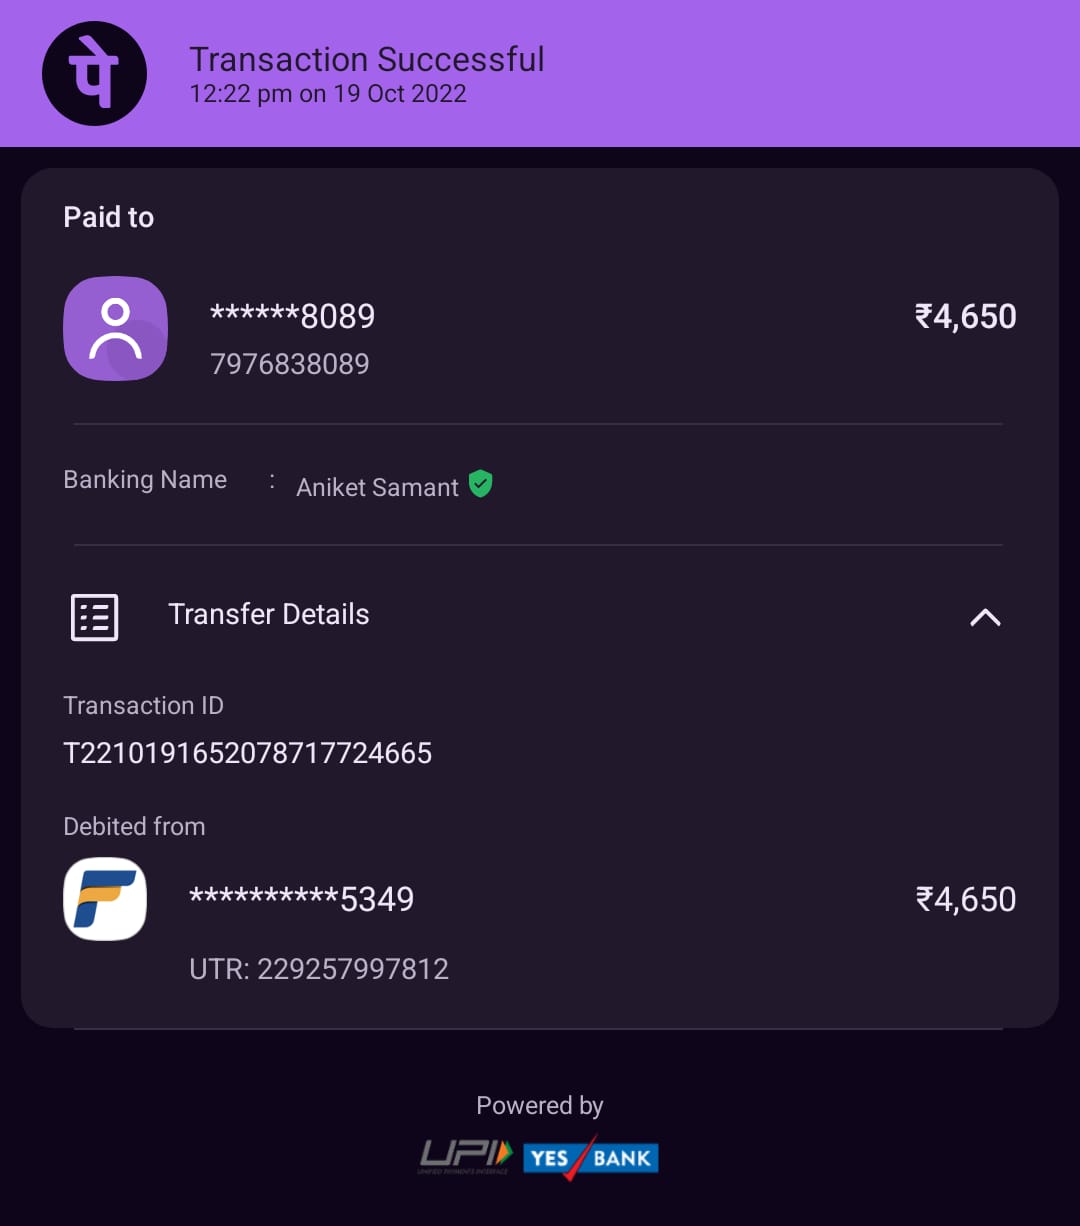 पे
Transaction Successful
12:22 pm on 19 Oct 2022
Paid to
******8089 ₹4,650
7976838089
Banking Name : Aniket Samant
Transfer Details
Transaction ID
T2210191652078717724665
Debited from
**********5349 ₹4,650
UTR: 229257997812
Powered by
UPI YES BANK
UNIFIED PAYMENTS INTERFACE